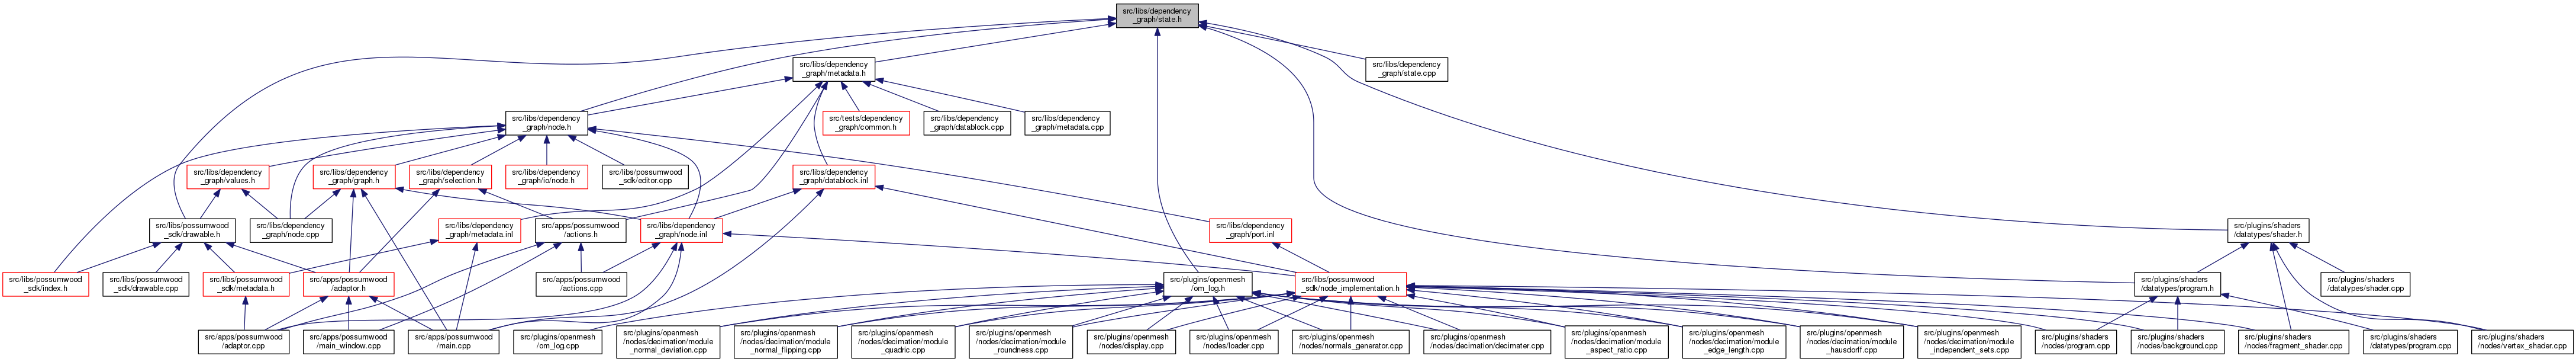 src/libs/dependency
_graph/state.h
src/libs/dependency
_graph/metadata.h
src/libs/dependency
_graph/state.cpp
src/libs/dependency
_graph/node.h
src/tests/dependency
_graph/common.h
src/libs/dependency
_graph/datablock.cpp
src/libs/dependency
_graph/metadata.cpp
src/libs/dependency
_graph/values.h
src/libs/dependency
_graph/graph.h
src/libs/dependency
_graph/selection.h
src/libs/dependency
_graph/io/node.h
src/libs/possumwood
_sdk/editor.cpp
src/libs/dependency
_graph/datablock.inl
src/libs/possumwood
_sdk/drawable.h
src/libs/dependency
_graph/node.cpp
src/libs/dependency
_graph/metadata.inl
src/apps/possumwood
/actions.h
src/libs/dependency
_graph/node.inl
src/libs/dependency
_graph/port.inl
src/plugins/shaders
/datatypes/shader.h
src/libs/possumwood
_sdk/index.h
src/libs/possumwood
_sdk/drawable.cpp
src/libs/possumwood
_sdk/metadata.h
src/apps/possumwood
/adaptor.h
src/apps/possumwood
/actions.cpp
src/plugins/openmesh
/om_log.h
src/libs/possumwood
_sdk/node_implementation.h
src/plugins/shaders
/datatypes/program.h
src/plugins/shaders
/datatypes/shader.cpp
src/apps/possumwood
/adaptor.cpp
src/apps/possumwood
/main_window.cpp
src/apps/possumwood
/main.cpp
src/plugins/openmesh
/om_log.cpp
src/plugins/openmesh
/nodes/decimation/module
_normal_deviation.cpp
src/plugins/openmesh
/nodes/decimation/module
_normal_flipping.cpp
src/plugins/openmesh
/nodes/decimation/module
_quadric.cpp
src/plugins/openmesh
/nodes/decimation/module
_roundness.cpp
src/plugins/openmesh
/nodes/display.cpp
src/plugins/openmesh
/nodes/loader.cpp
src/plugins/openmesh
/nodes/normals_generator.cpp
src/plugins/openmesh
/nodes/decimation/decimater.cpp
src/plugins/openmesh
/nodes/decimation/module
_aspect_ratio.cpp
src/plugins/openmesh
/nodes/decimation/module
_edge_length.cpp
src/plugins/openmesh
/nodes/decimation/module
_hausdorff.cpp
src/plugins/openmesh
/nodes/decimation/module
_independent_sets.cpp
src/plugins/shaders
/nodes/program.cpp
src/plugins/shaders
/nodes/background.cpp
src/plugins/shaders
/nodes/fragment_shader.cpp
src/plugins/shaders
/datatypes/program.cpp
src/plugins/shaders
/nodes/vertex_shader.cpp